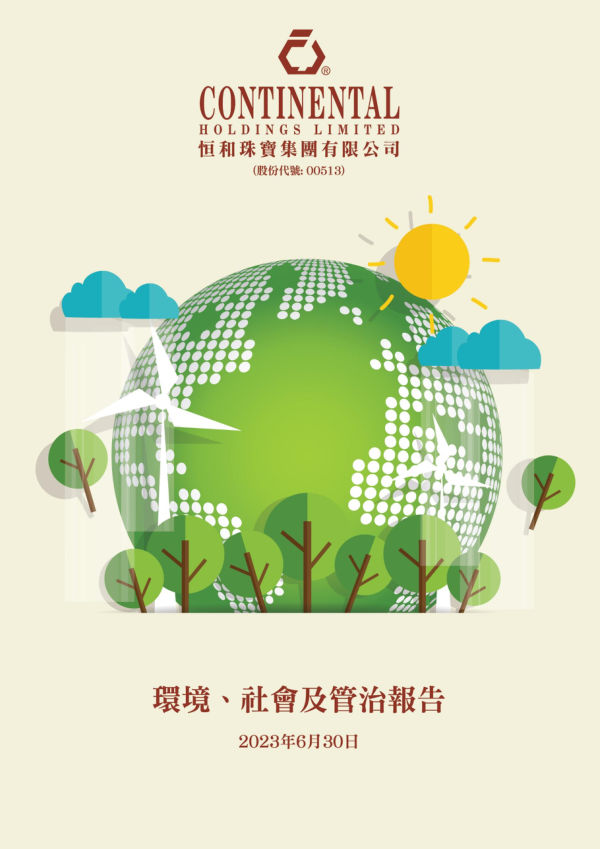 ®
CONTINENTAL
HOLDINGS LIMITED
恒和珠寶集團有限公司
(股份代號: 00513)
環境、社會及管治報告
2023年6月30日